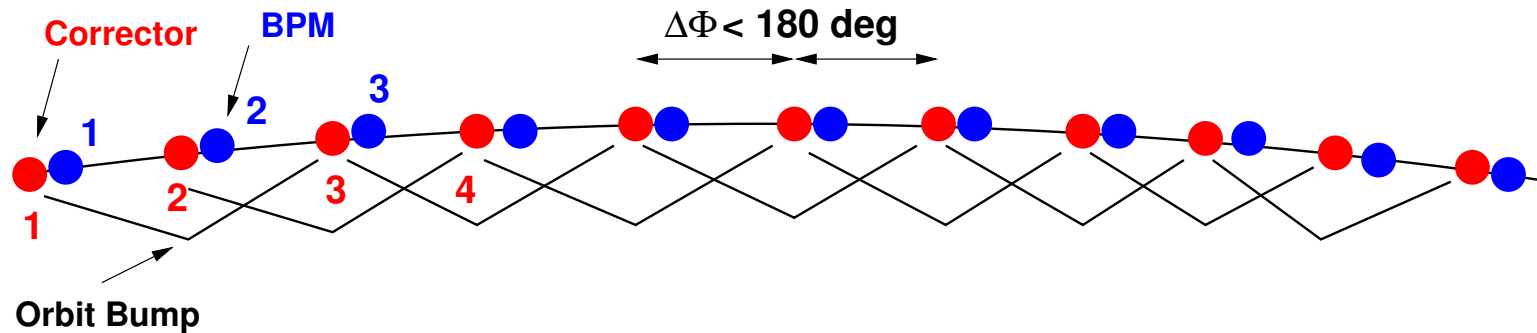 Corrector
BPM
ΔΦ < 180 deg
1
2
3
1
2
3
4
Orbit Bump